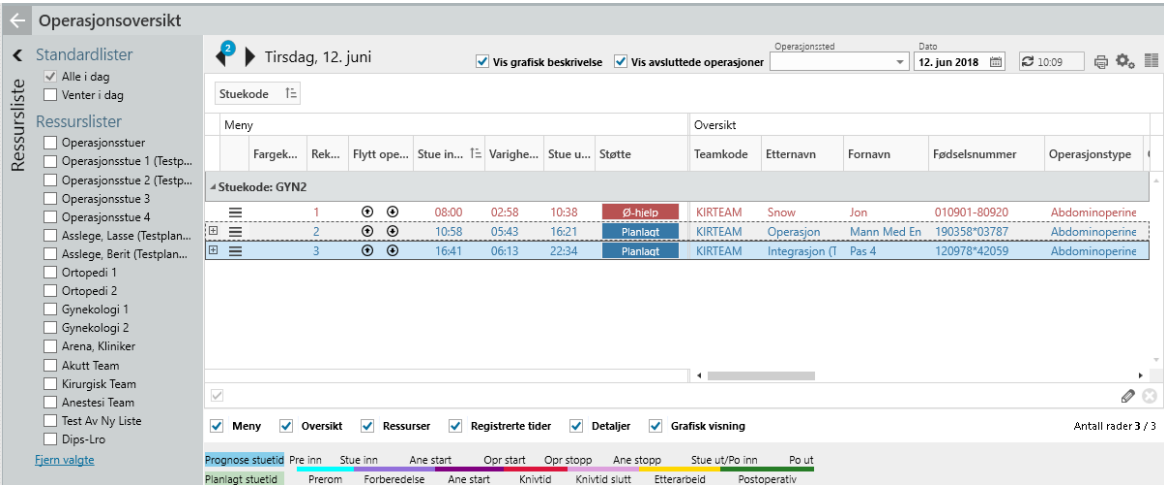 Operasjonsoversikt
Ressursliste
Standardlister
Alle i dag
Venter i dag
Ressurslister
Operasjonsstuer
Operasjonsstue 1 (Testp...
Operasjonsstue 2 (Testp...
Operasjonsstue 3
Operasjonsstue 4
Asslege, Lasse (Testplan...
Asslege, Berit (Testplan...
Ortopedi 1
Ortopedi 2
Gynekologi 1
Gynekologi 2
Arena, Kliniker
Akutt Team
Kirurgisk Team
Anestesi Team
Test Av Ny Liste
Dips-Lro
Fjern valgte
2
Tirsdag, 12. juni
Vis grafisk beskrivelse Vis avsluttede operasjoner
Operasjonssted
Dato
12. jun 2018
10:09
Stuekode
Meny Oversikt
Fargek... Rek... Flytt ope... Stue in... Varighe... Stue u... Støtte Teamkode Etternavn Fornavn Fødselsnummer Operasjonstype
Stuekode: GYN2
1 08:00 02:58 10:38 Ø-hjelp KIRTEAM Snow Jon 010901-80920 Abdominoperine
2 10:58 05:43 16:21 Planlagt KIRTEAM Operasjon Mann Med En 190358*03787 Abdominoperine
3 16:41 06:13 22:34 Planlagt KIRTEAM Integrasjon (T Pas 4 120978*42059 Abdominoperine
Meny Oversikt Ressurser Registrerte tider Detaljer Grafisk visning Antall rader 3 / 3
Prognose stuetid Pre inn Stue inn Ane start Opr start Opr stopp Ane stopp Stue ut/Po inn Po ut
Planlagt stuetid Prerom Forberedelse Ane start Knivtid Knivtid slutt Etterarbeid Postoperativ